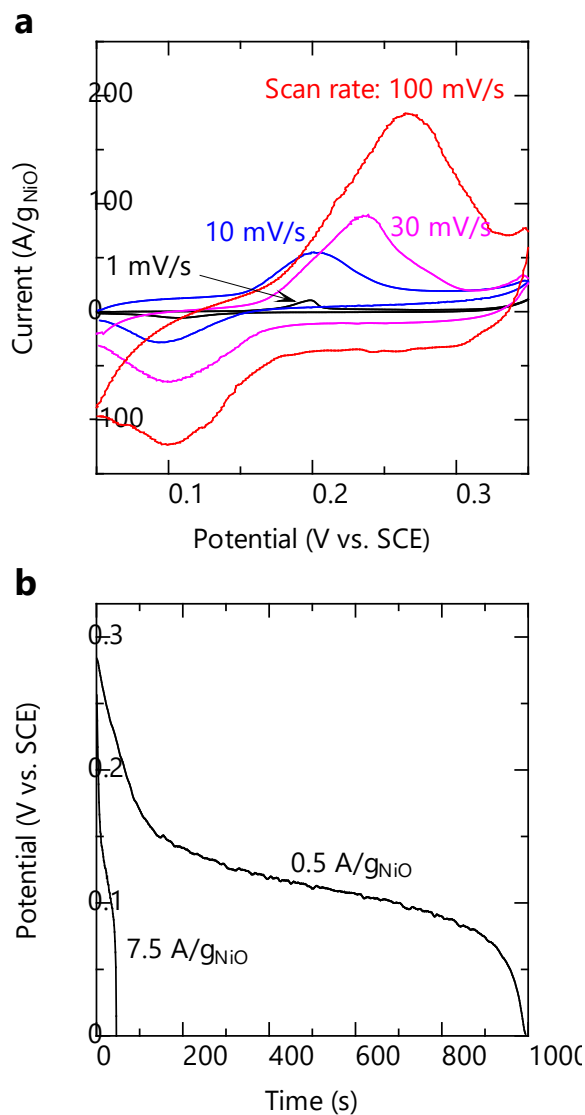 a
Scan rate: 100 mV/s
200
100
0
100
10 mV/s
30 mV/s
1 mV/s
Current (A/gNiO)
0.1
0.2
0.3
Potential (V vs. SCE)
b
0.3
0.2
0.1
0
0.5 A/gNiO
7.5 A/gNiO
Potential (V vs. SCE)
0
200
400
600
800
1000
Time (s)